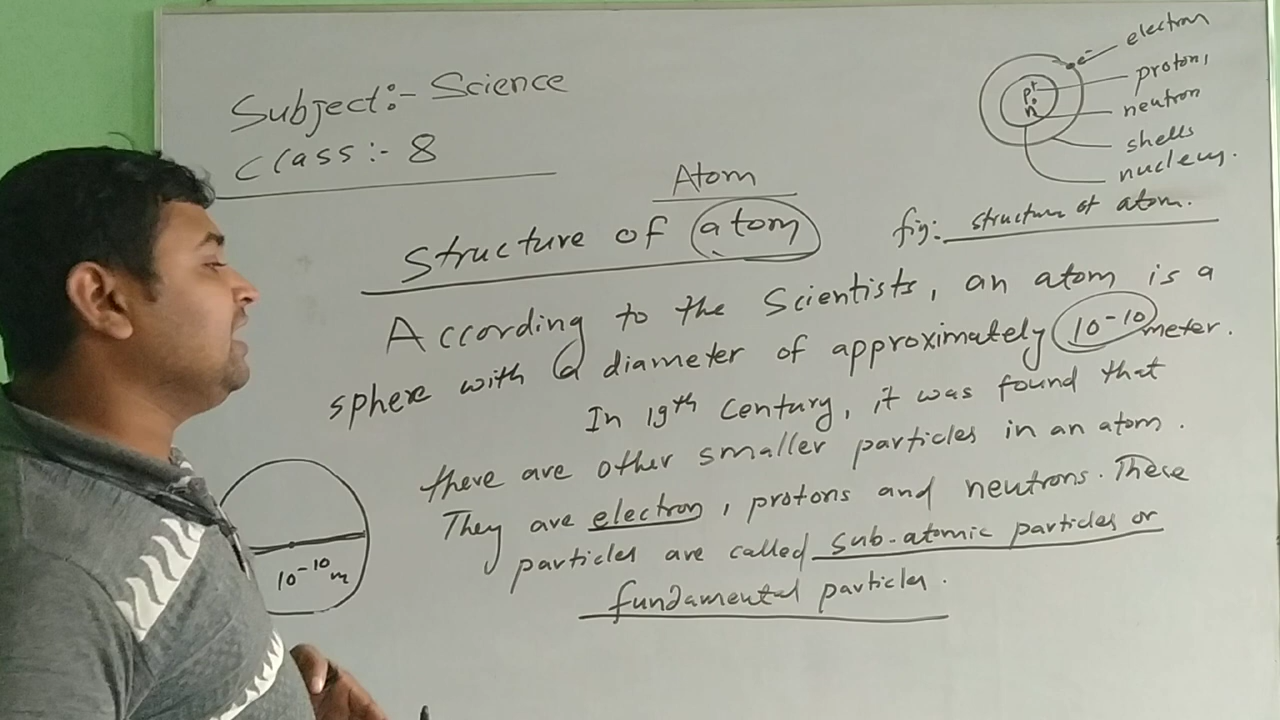 Subject:- Science
Class:- 8
Atom
Structure of atom
According to the Scientists, an atom is a
sphere with a diameter of approximately 10-10 meter.
In 19th Century, it was found that
there are other smaller particles in an atom.
They are electron, protons and neutrons. These
particles are called sub-atomic particles or
fundamental particles.
e- electron
p+ proton,
n° neutron
shells
nucleus.
fig:- structure of atom.
10-10 m